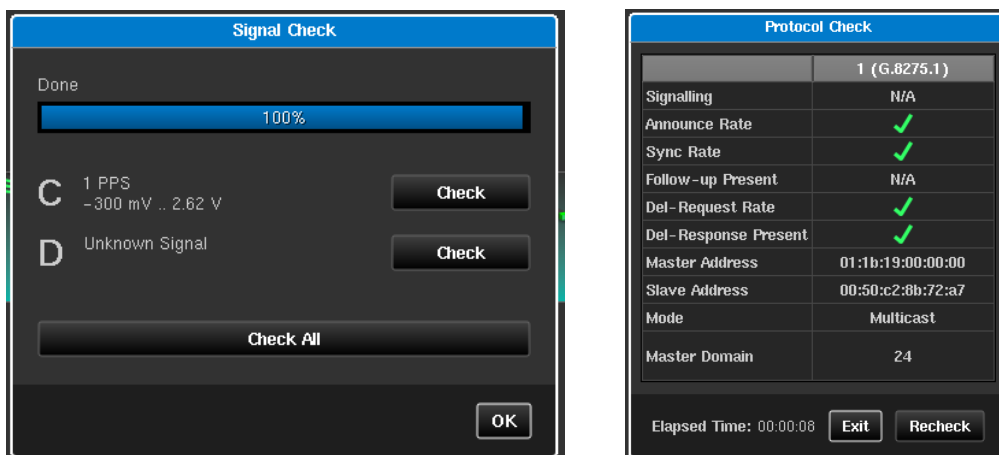 Signal Check
Done
100%
C
1 PPS
-300 mV .. 2.62 V
Check
D
Unknown Signal
Check
Check All
OK
Protocol Check
1 (G.8275.1)
Signalling N/A
Announce Rate
Sync Rate
Follow-up Present N/A
Del-Request Rate
Del-Response Present
Master Address 01:1b:19:00:00:00
Slave Address 00:50:c2:8b:72:a7
Mode Multicast
Master Domain 24
Elapsed Time: 00:00:08 Exit Recheck